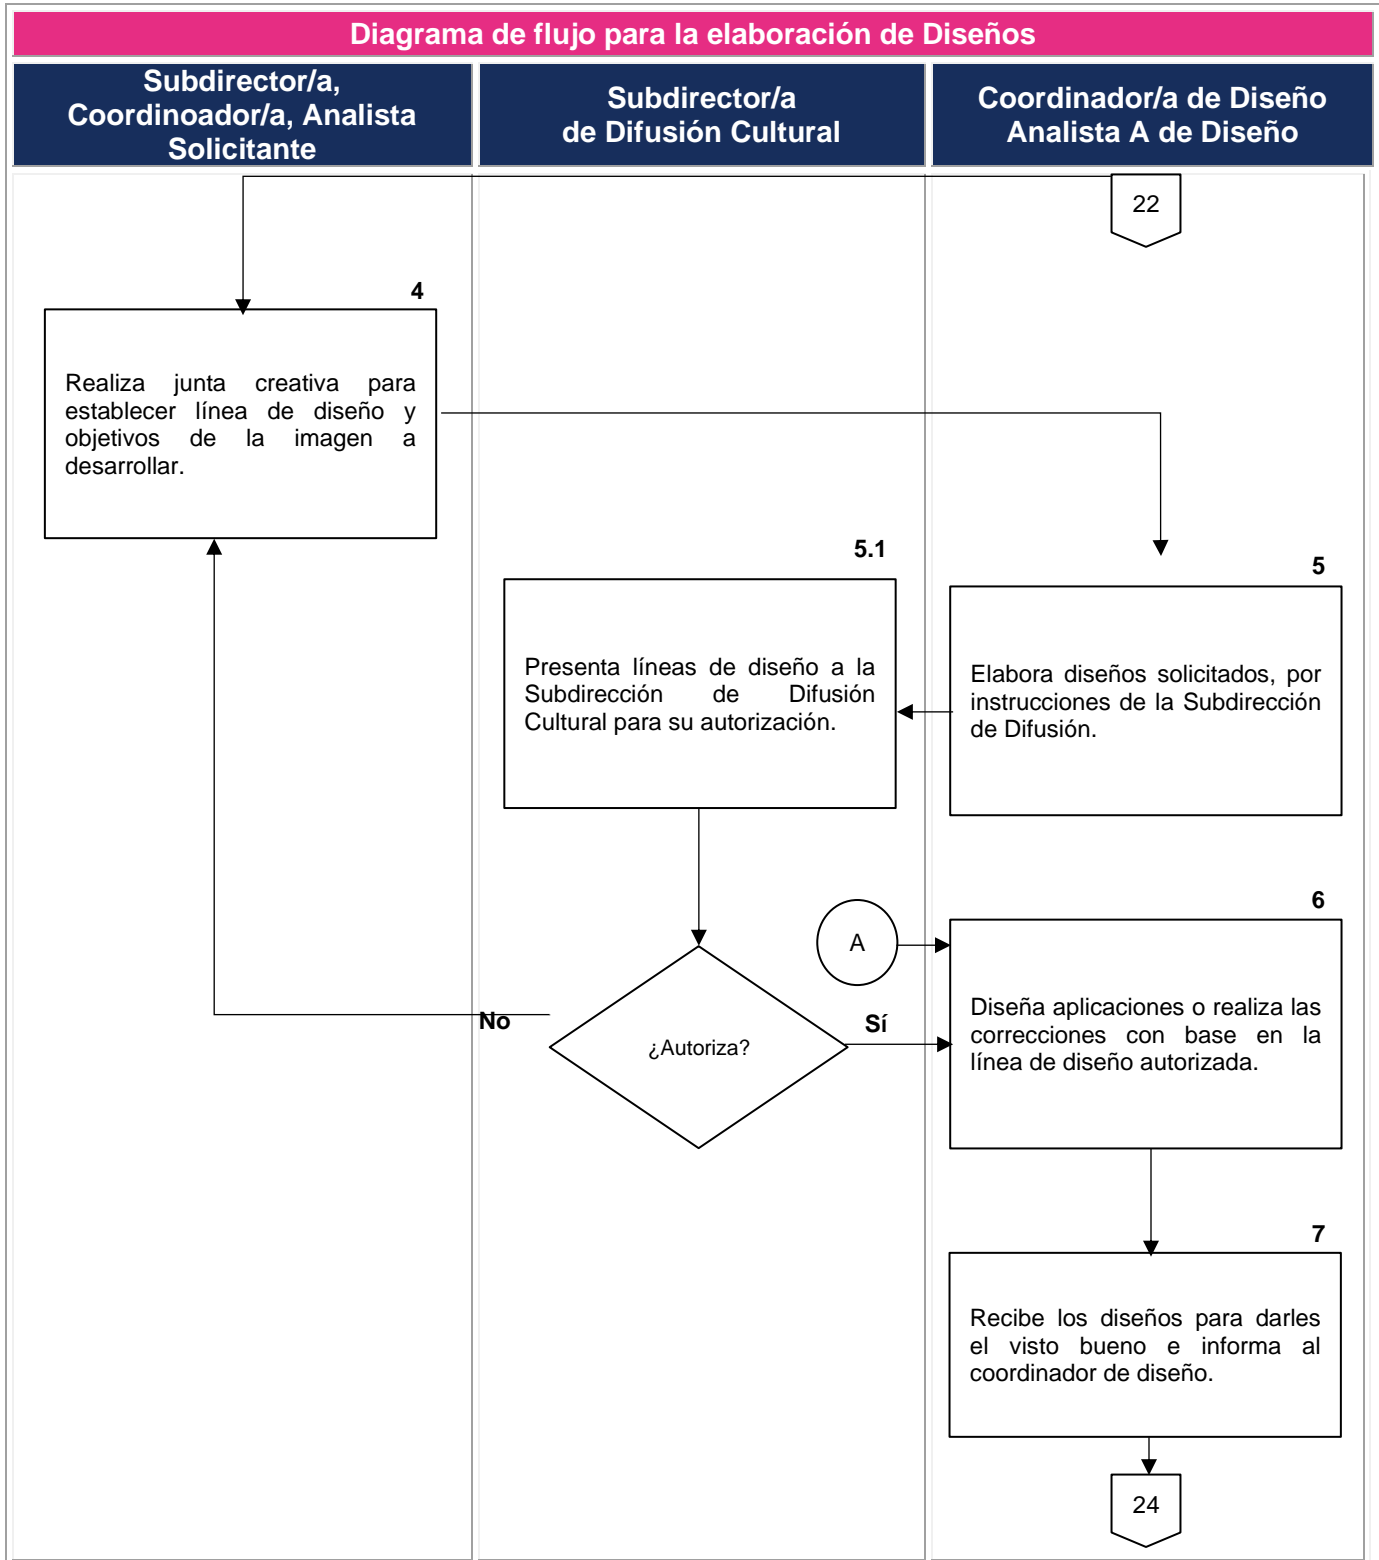 Diagrama de flujo para la elaboración de Diseños
Subdirector/a,
Coordinoador/a, Analista
Solicitante
Subdirector/a
de Difusión Cultural
Coordinador/a de Diseño
Analista A de Diseño
22
4
Realiza junta creativa para
establecer línea de diseño y
objetivos de la imagen a
desarrollar.
5.1
Presenta líneas de diseño a la
Subdirección de Difusión
Cultural para su autorización.
5
Elabora diseños solicitados, por
instrucciones de la Subdirección
de Difusión.
A
6
Diseña aplicaciones o realiza las
correcciones con base en la
línea de diseño autorizada.
No
¿Autoriza?
Sí
7
Recibe los diseños para darles
el visto bueno e informa al
coordinador de diseño.
24